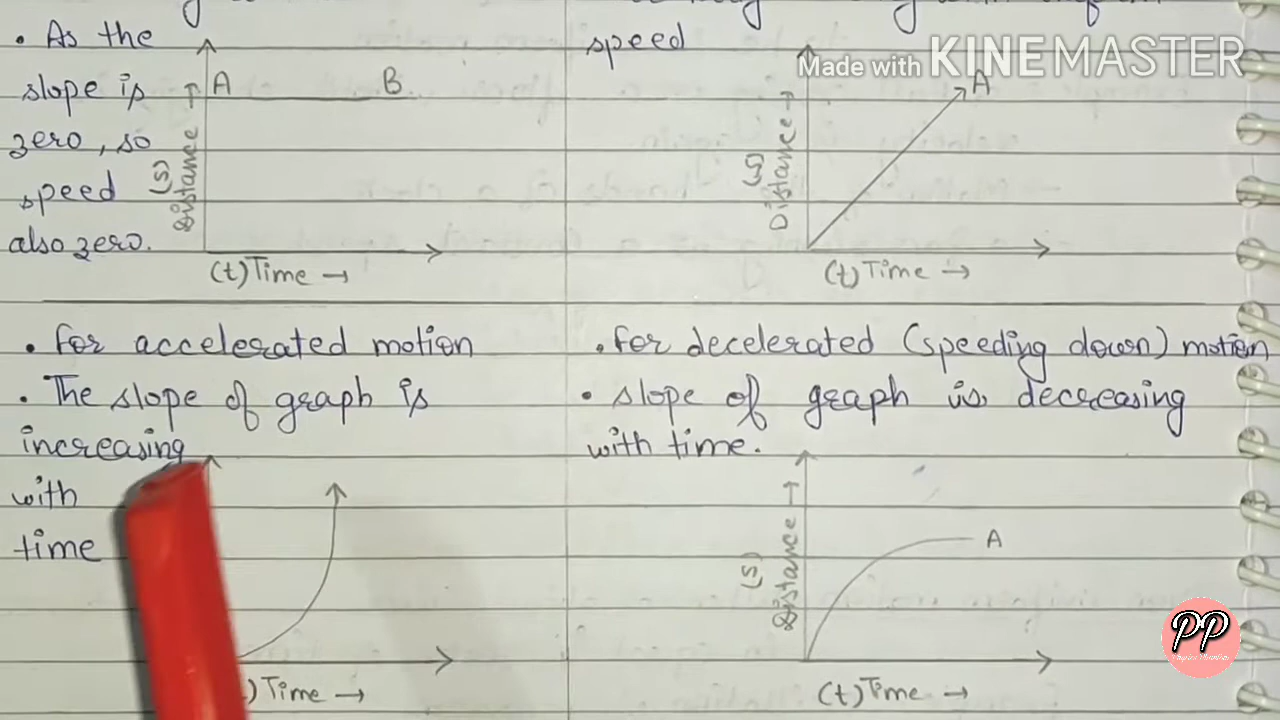 • As the
slope is
zero, so
speed
also zero.
A B
(s)
Distance →
(t) Time →
speed
Made with KINEMASTER
A
(s)
Distance →
(t) Time →
• For accelerated motion
• The slope of graph is
increasing
with
time
) Time →
• For decelerated (speeding down) motion
• slope of graph is decreasing
with time.
A
(s)
Distance →
(t) Time →
PP